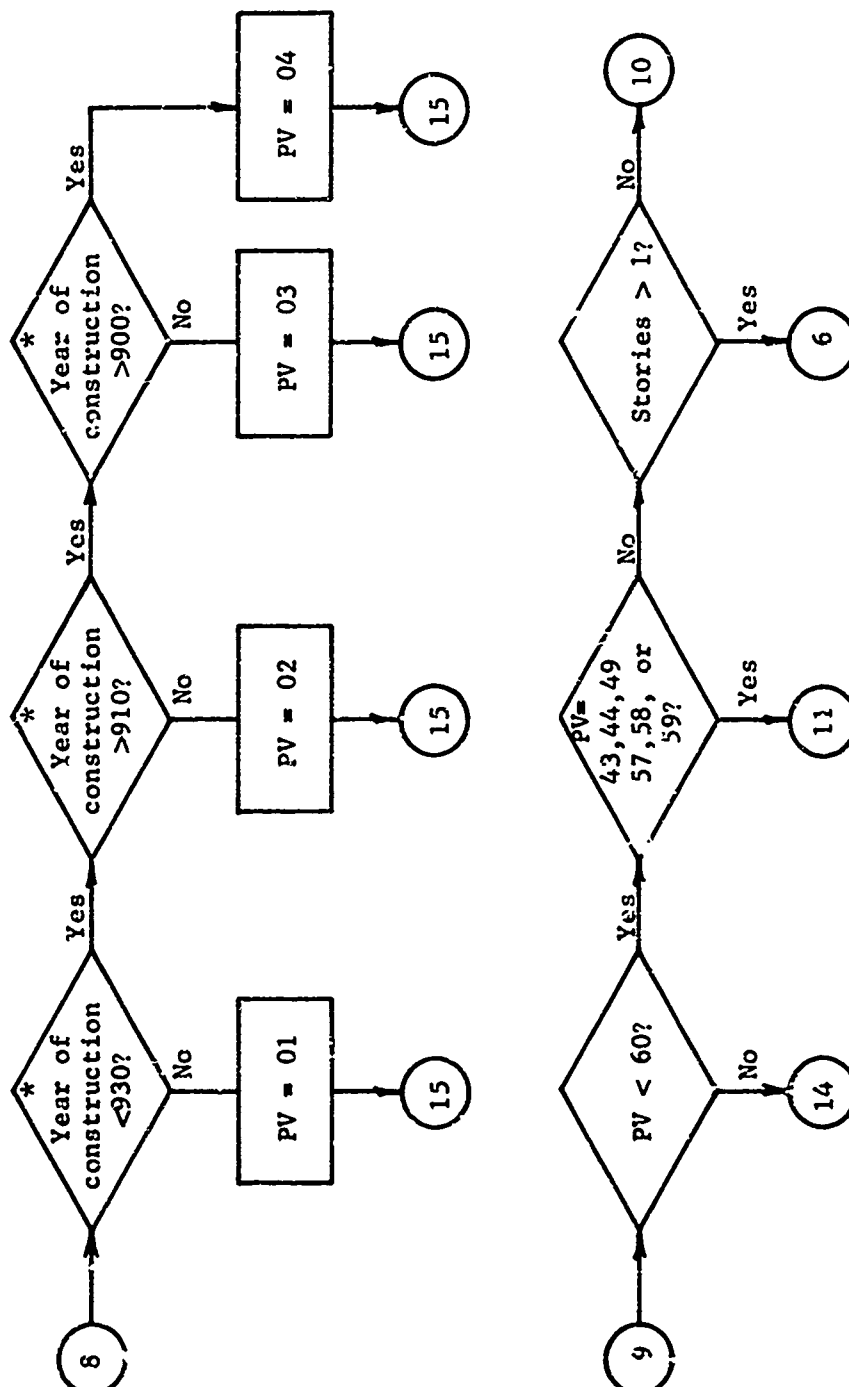 8
*
Year of
construction
<930?
Yes
No
PV = 01
15
*
Year of
construction
>910?
Yes
No
PV = 02
15
*
Year of
construction
>900?
Yes
No
PV = 03
15
PV = 04
15
9
PV < 60?
Yes
No
14
PV=
43,44,49
57,58, or
59?
No
Yes
11
Stories > 1?
No
Yes
6
10